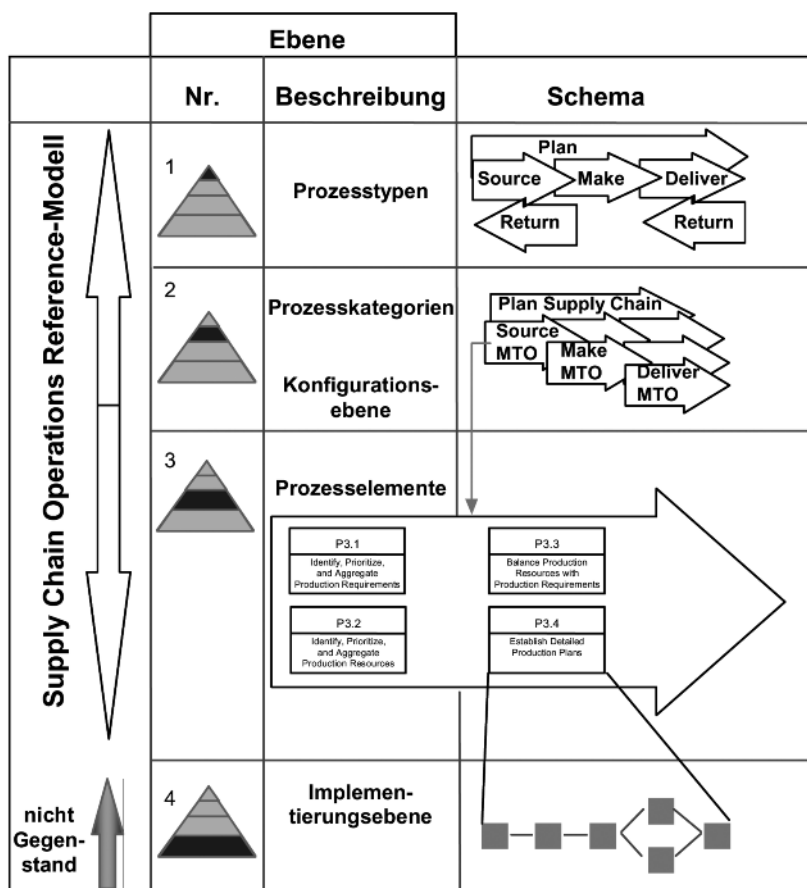 Ebene
Nr.
Beschreibung
Schema
Supply Chain Operations Reference-Modell
1
Prozesstypen
Plan
Source
Make
Deliver
Return
Return
2
Prozesskategorien
Konfigurations-
ebene
Plan Supply Chain
Source
MTO
Make
MTO
Deliver
MTO
3
Prozesselemente
P3.1
Identify, Prioritize,
and Aggregate
Production Requirements
P3.3
Balance Production
Resources with
Production Requirements
P3.2
Identify, Prioritize,
and Aggregate
Production Resources
P3.4
Establish Detailed
Production Plans
nicht
Gegen-
stand
4
Implemen-
tierungsebene